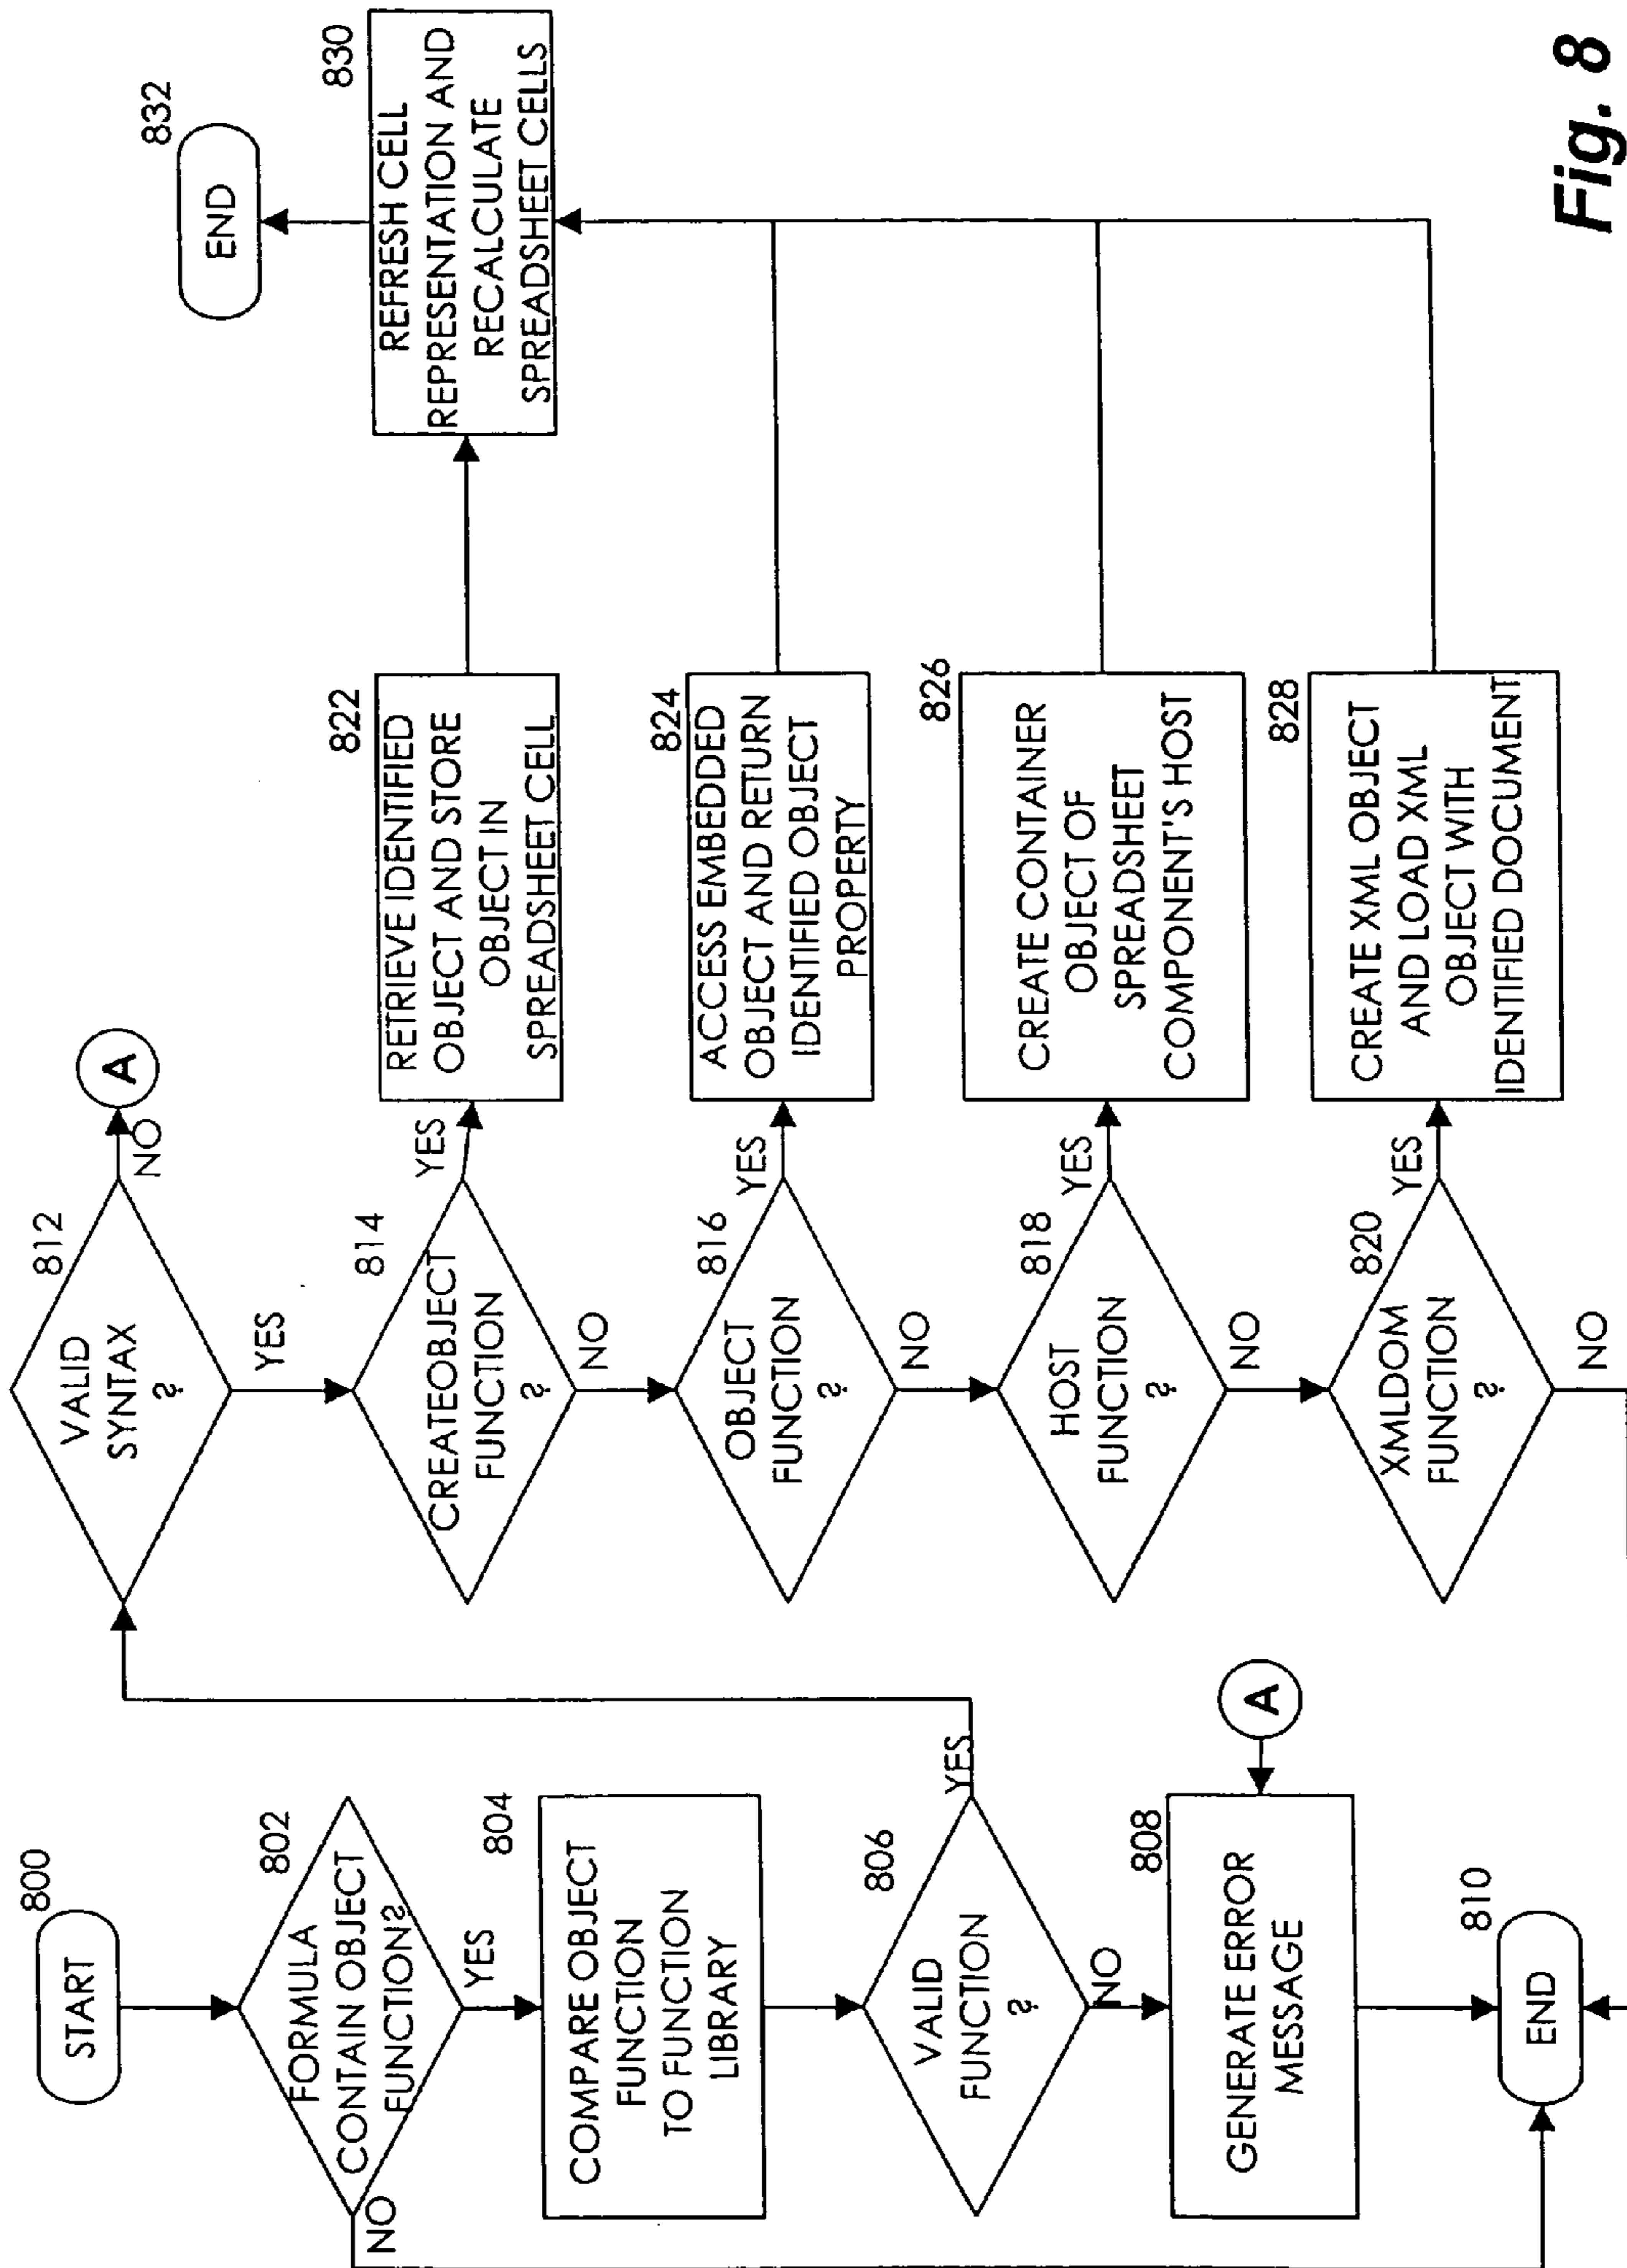 800
START
802
FORMULA
CONTAIN OBJECT
FUNCTION?
NO
YES
804
COMPARE OBJECT
FUNCTION
TO FUNCTION
LIBRARY
806
VALID
FUNCTION
?
YES
NO
808
GENERATE ERROR
MESSAGE
A
810
END
812
VALID
SYNTAX
?
NO
A
YES
814
CREATEOBJECT
FUNCTION
?
YES
NO
816
OBJECT
FUNCTION
?
YES
NO
818
HOST
FUNCTION
?
YES
NO
820
XMLDOM
FUNCTION
?
YES
NO
822
RETRIEVE IDENTIFIED
OBJECT AND STORE
OBJECT IN
SPREADSHEET CELL
824
ACCESS EMBEDDED
OBJECT AND RETURN
IDENTIFIED OBJECT
PROPERTY
826
CREATE CONTAINER
OBJECT OF
SPREADSHEET
COMPONENT'S HOST
828
CREATE XML OBJECT
AND LOAD XML
OBJECT WITH
IDENTIFIED DOCUMENT
830
REFRESH CELL
REPRESENTATION AND
RECALCULATE
SPREADSHEET CELLS
832
END
Fig. 8